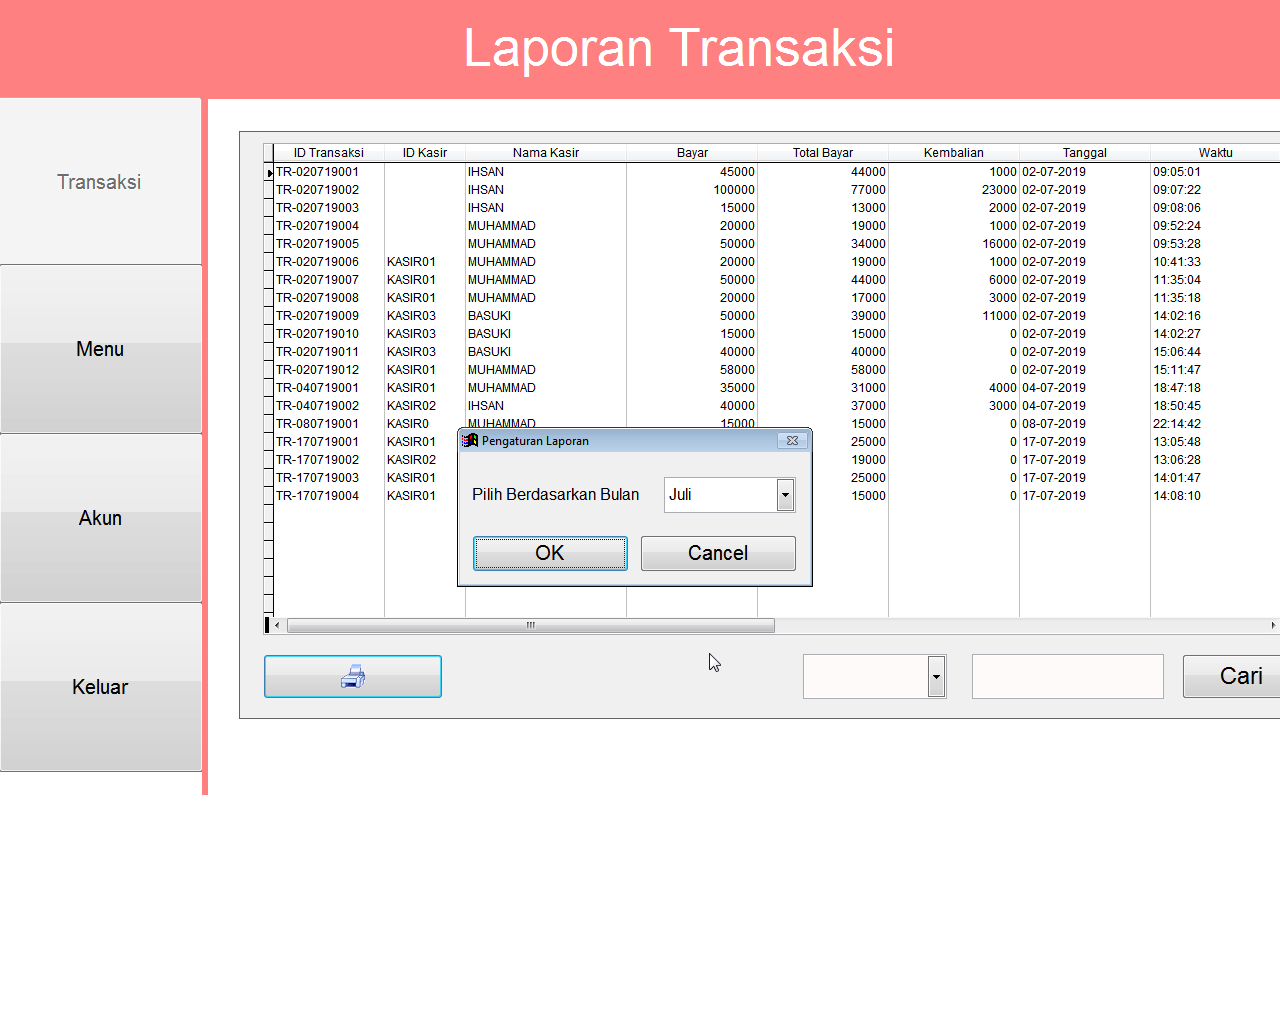 Laporan Transaksi
Transaksi
Menu
Akun
Keluar
ID Transaksi ID Kasir Nama Kasir Bayar Total Bayar Kembalian Tanggal Waktu
TR-020719001 IHSAN 45000 44000 1000 02-07-2019 09:05:01
TR-020719002 IHSAN 100000 77000 23000 02-07-2019 09:07:22
TR-020719003 IHSAN 15000 13000 2000 02-07-2019 09:08:06
TR-020719004 MUHAMMAD 20000 19000 1000 02-07-2019 09:52:24
TR-020719005 MUHAMMAD 50000 34000 16000 02-07-2019 09:53:28
TR-020719006 KASIR01 MUHAMMAD 20000 19000 1000 02-07-2019 10:41:33
TR-020719007 KASIR01 MUHAMMAD 50000 44000 6000 02-07-2019 11:35:04
TR-020719008 KASIR01 MUHAMMAD 20000 17000 3000 02-07-2019 11:35:18
TR-020719009 KASIR03 BASUKI 50000 39000 11000 02-07-2019 14:02:16
TR-020719010 KASIR03 BASUKI 15000 15000 0 02-07-2019 14:02:27
TR-020719011 KASIR03 BASUKI 40000 40000 0 02-07-2019 15:06:44
TR-020719012 KASIR01 MUHAMMAD 58000 58000 0 02-07-2019 15:11:47
TR-040719001 KASIR01 MUHAMMAD 35000 31000 4000 04-07-2019 18:47:18
TR-040719002 KASIR02 IHSAN 40000 37000 3000 04-07-2019 18:50:45
TR-080719001 KASIR0 MUHAMMAD 15000 15000 0 08-07-2019 22:14:42
TR-170719001 KASIR01 25000 0 17-07-2019 13:05:48
TR-170719002 KASIR02 19000 0 17-07-2019 13:06:28
TR-170719003 KASIR01 25000 0 17-07-2019 14:01:47
TR-170719004 KASIR01 15000 0 17-07-2019 14:08:10
Pengaturan Laporan
Pilih Berdasarkan Bulan Juli
OK Cancel
Cari